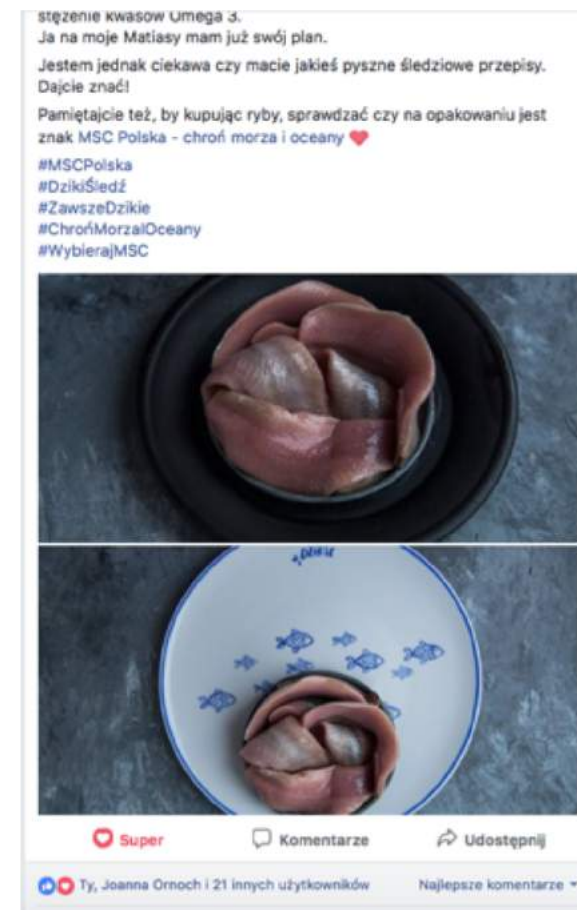 stężenie kwasów Omega 3.
Ja na moje Matiasy mam już swój plan.
Jestem jednak ciekawa czy macie jakieś pyszne śledziowe przepisy.
Dajcie znać!
Pamiętajcie też, by kupując ryby, sprawdzać czy na opakowaniu jest
znak MSC Polska - chroń morza i oceany ❤
#MSCPolska
#DzikiŚledź
#ZawszeDzikie
#ChrońMorzaIOceany
#WybierajMSC
Super
Komentarze
Udostępnij
Ty, Joanna Ornoch i 21 innych użytkowników
Najlepsze komentarze